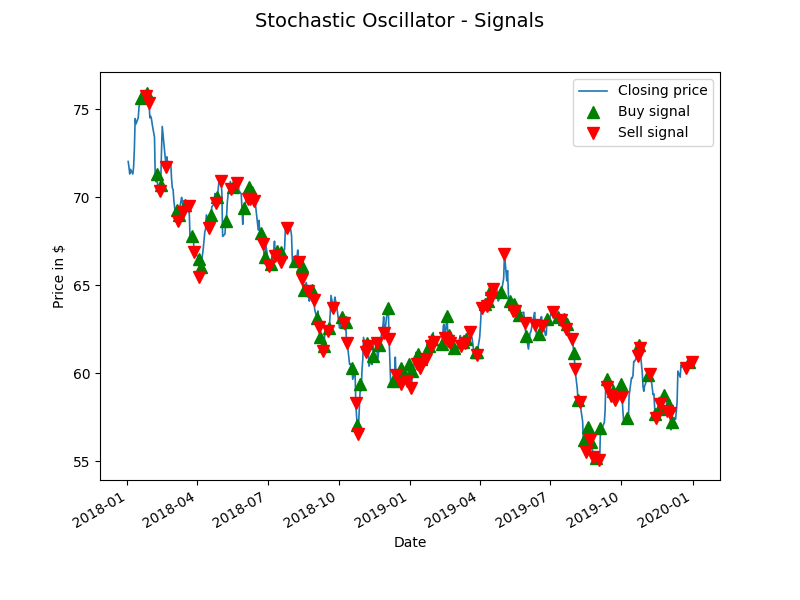 Stochastic Oscillator - Signals
Closing price
Buy signal
Sell signal
75
70
65
60
55
Price in $
2018-01
2018-04
2018-07
2018-10
2019-01
2019-04
2019-07
2019-10
2020-01
Date